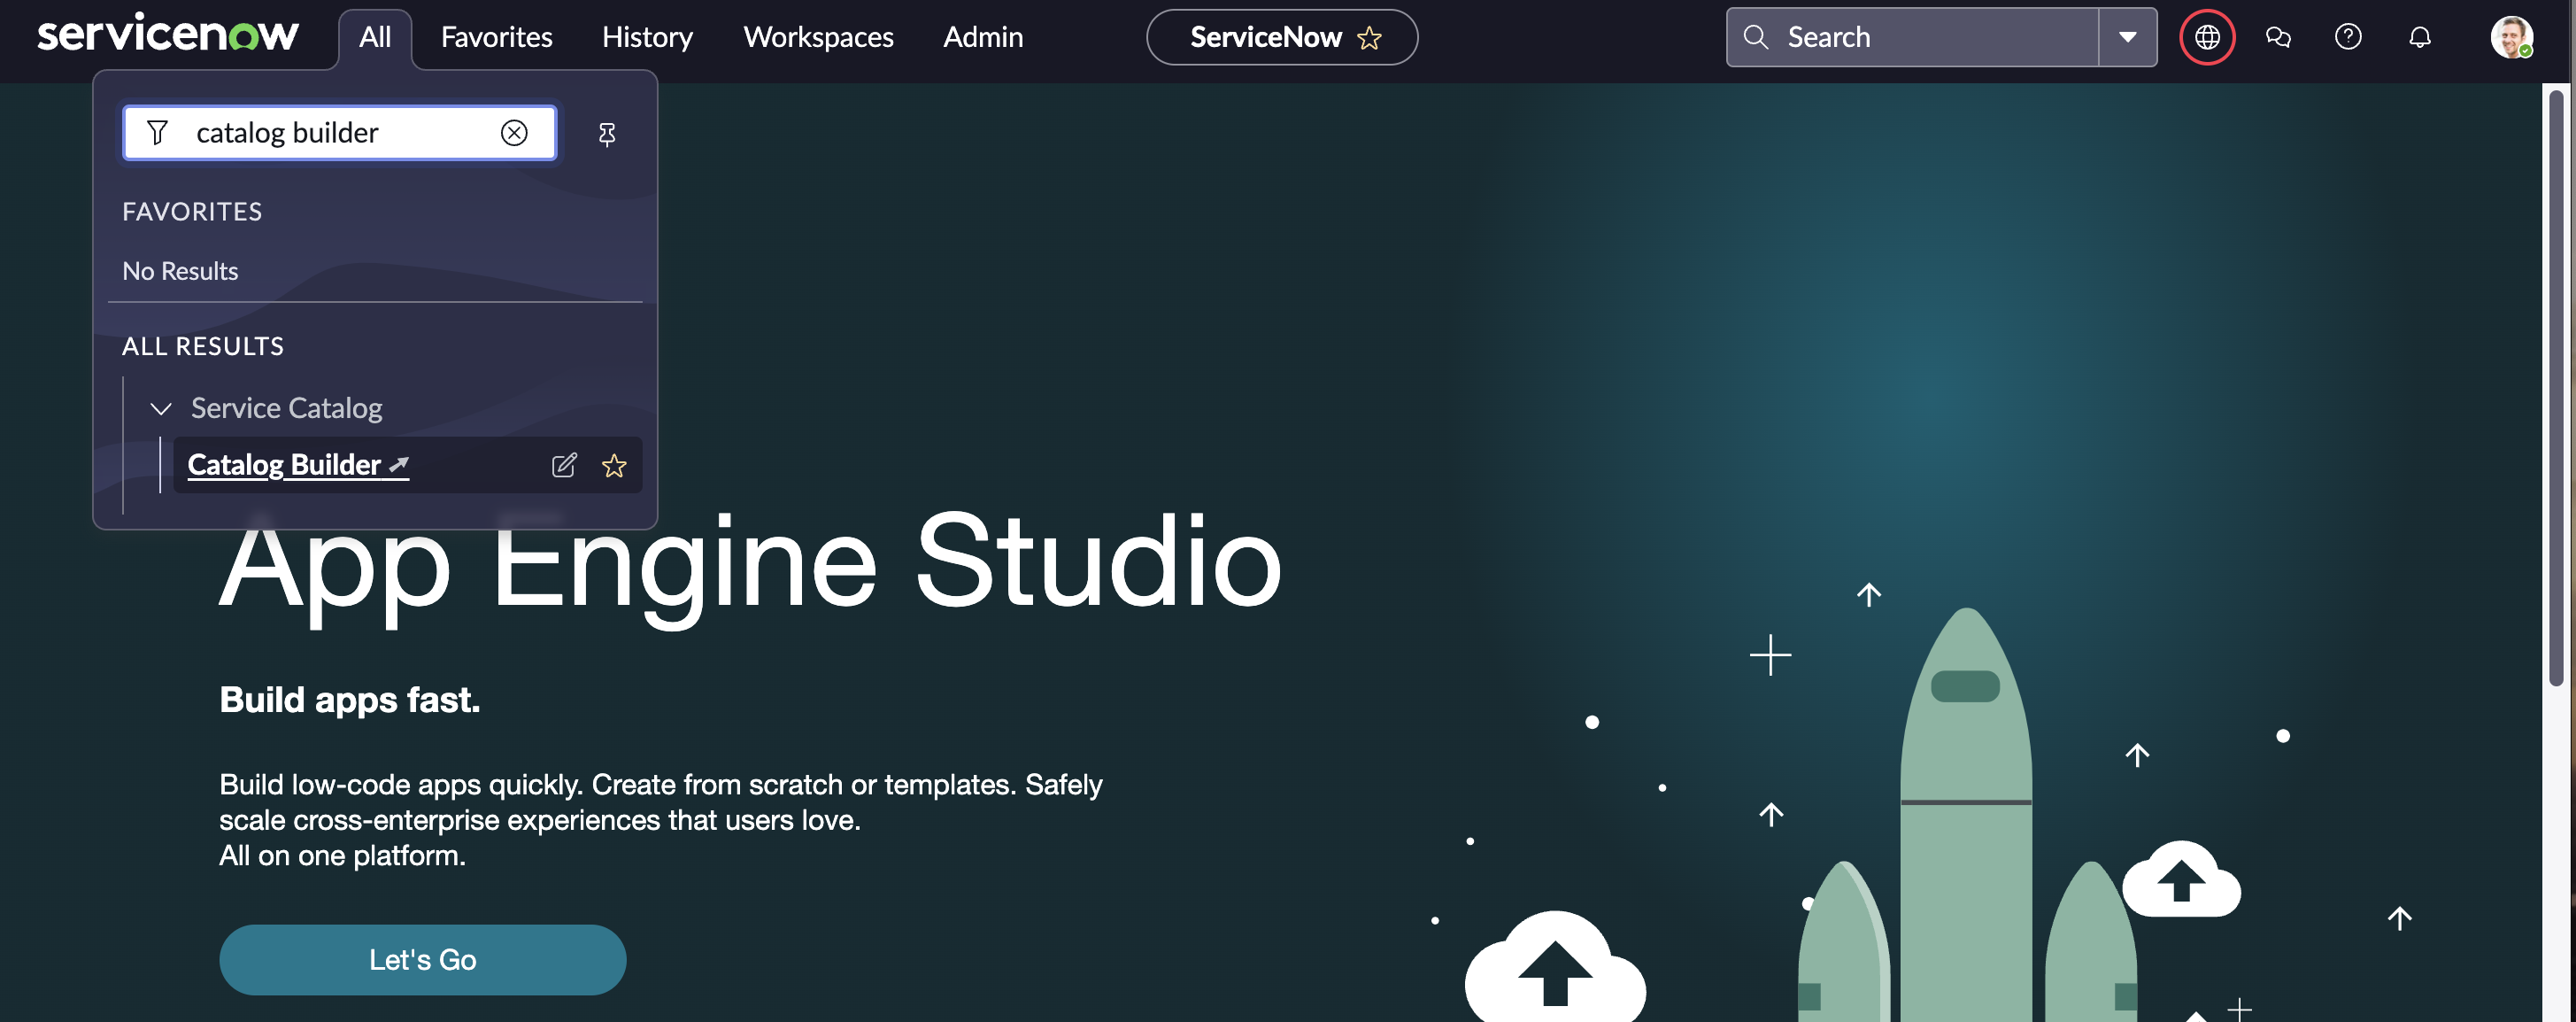 servicenow
All
Favorites
History
Workspaces
Admin
ServiceNow
Search
catalog builder
FAVORITES
No Results
ALL RESULTS
Service Catalog
Catalog Builder
App Engine Studio
Build apps fast.
Build low-code apps quickly. Create from scratch or templates. Safely
scale cross-enterprise experiences that users love.
All on one platform.
Let's Go